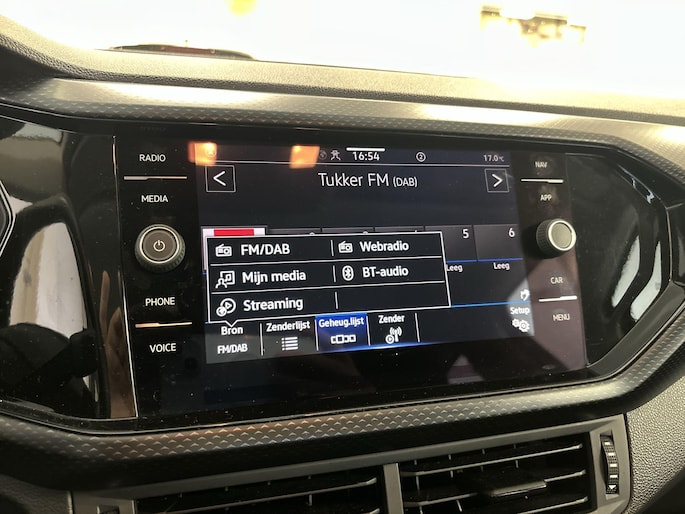 RADIO
MEDIA
PHONE
VOICE
16:54
2
17.0°C
NAV
APP
CAR
MENU
Tukker FM (DAB)
5
6
Leeg
Leeg
FM/DAB
Webradio
Mijn media
BT-audio
Streaming
Setup
Bron
FM/DAB
Zenderlijst
Geheug.lijst
Zender